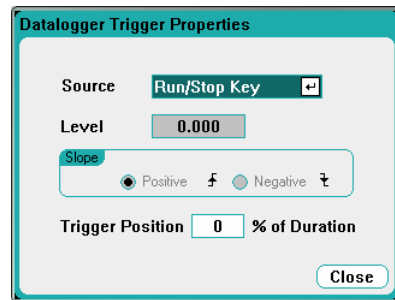 Datalogger Trigger Properties
Source Run/Stop Key
Level 0.000
Slope
Positive Negative
Trigger Position 0 % of Duration
Close